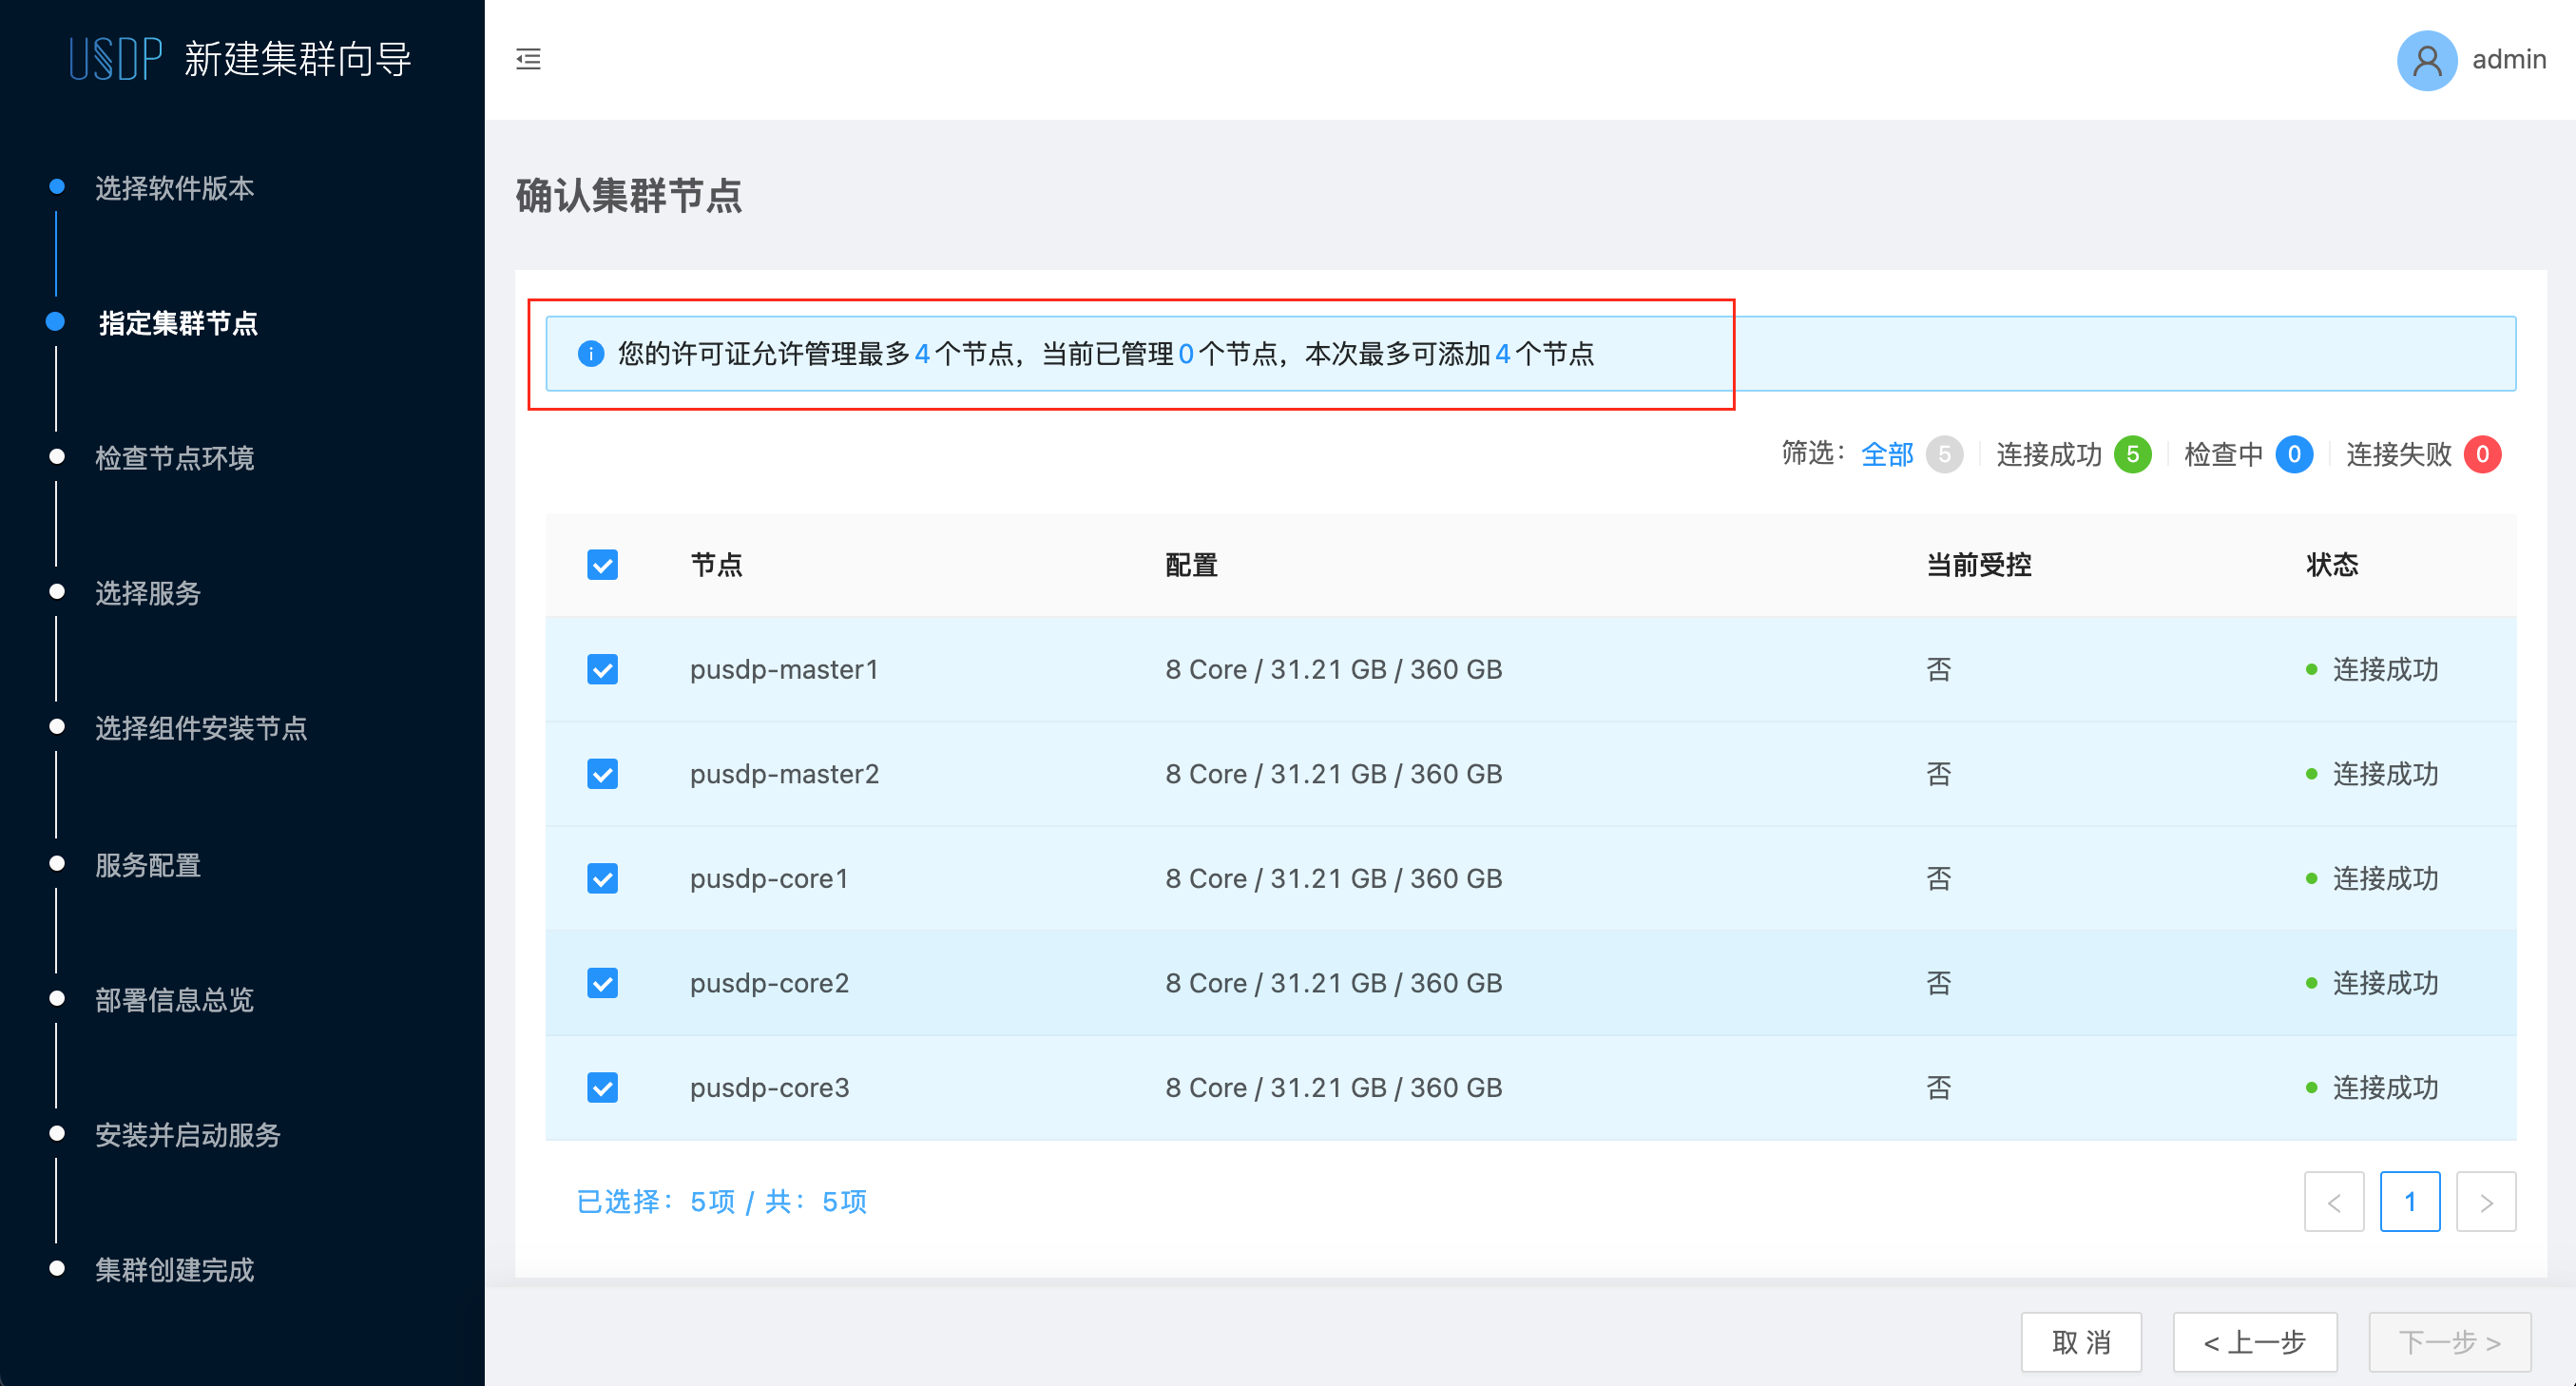 USDP 新建集群向导
admin
选择软件版本
指定集群节点
检查节点环境
选择服务
选择组件安装节点
服务配置
部署信息总览
安装并启动服务
集群创建完成
确认集群节点
您的许可证允许管理最多4个节点，当前已管理0个节点，本次最多可添加4个节点
筛选： 全部 5 连接成功 5 检查中 0 连接失败 0
节点 配置 当前受控 状态
pusdp-master1 8 Core / 31.21 GB / 360 GB 否 连接成功
pusdp-master2 8 Core / 31.21 GB / 360 GB 否 连接成功
pusdp-core1 8 Core / 31.21 GB / 360 GB 否 连接成功
pusdp-core2 8 Core / 31.21 GB / 360 GB 否 连接成功
pusdp-core3 8 Core / 31.21 GB / 360 GB 否 连接成功
已选择： 5项 / 共： 5项
< 1 >
取 消 < 上一步 下一步 >